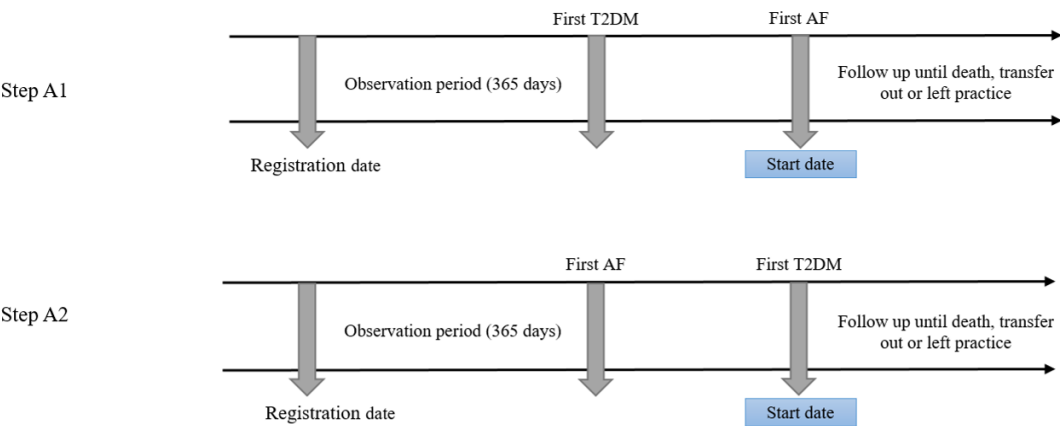 First T2DM
First AF
Step A1
Observation period (365 days)
Follow up until death, transfer
out or left practice
Registration date
Start date
First AF
First T2DM
Step A2
Observation period (365 days)
Follow up until death, transfer
out or left practice
Registration date
Start date